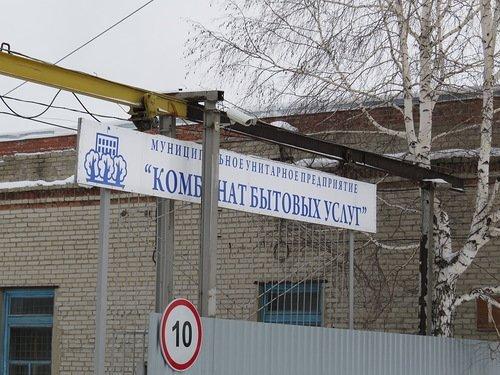 МУНИЦИПАЛЬНОЕ УНИТАРНОЕ ПРЕДПРИЯТИЕ
"КОМБИНАТ БЫТОВЫХ УСЛУГ"
10